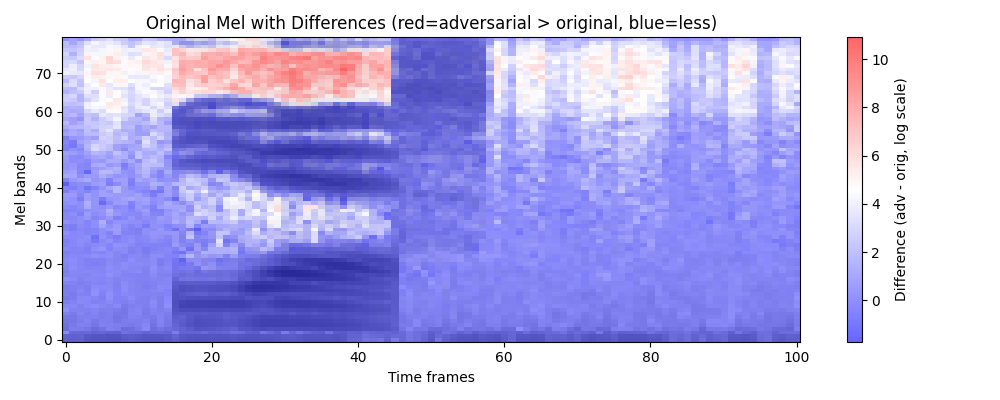 Original Mel with Differences (red=adversarial > original, blue=less)
70
60
50
40
30
20
10
0
Mel bands
0 20 40 60 80 100
Time frames
10
8
6
4
2
0
Difference (adv - orig, log scale)